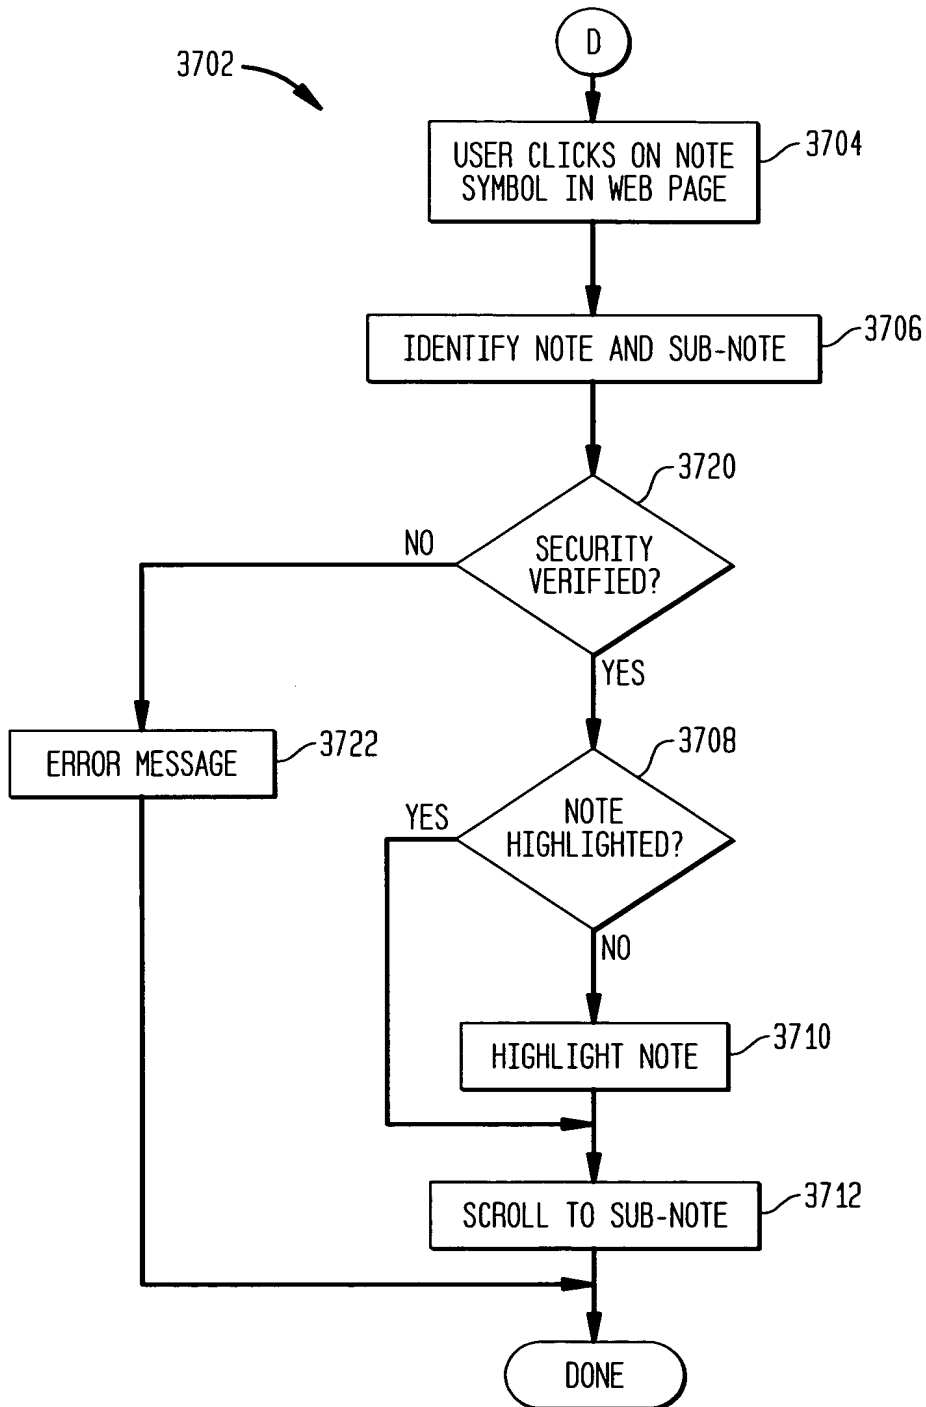 D
3702
USER CLICKS ON NOTE
SYMBOL IN WEB PAGE
3704
IDENTIFY NOTE AND SUB-NOTE
3706
3720
NO
SECURITY
VERIFIED?
YES
ERROR MESSAGE
3722
3708
YES
NOTE
HIGHLIGHTED?
NO
HIGHLIGHT NOTE
3710
SCROLL TO SUB-NOTE
3712
DONE